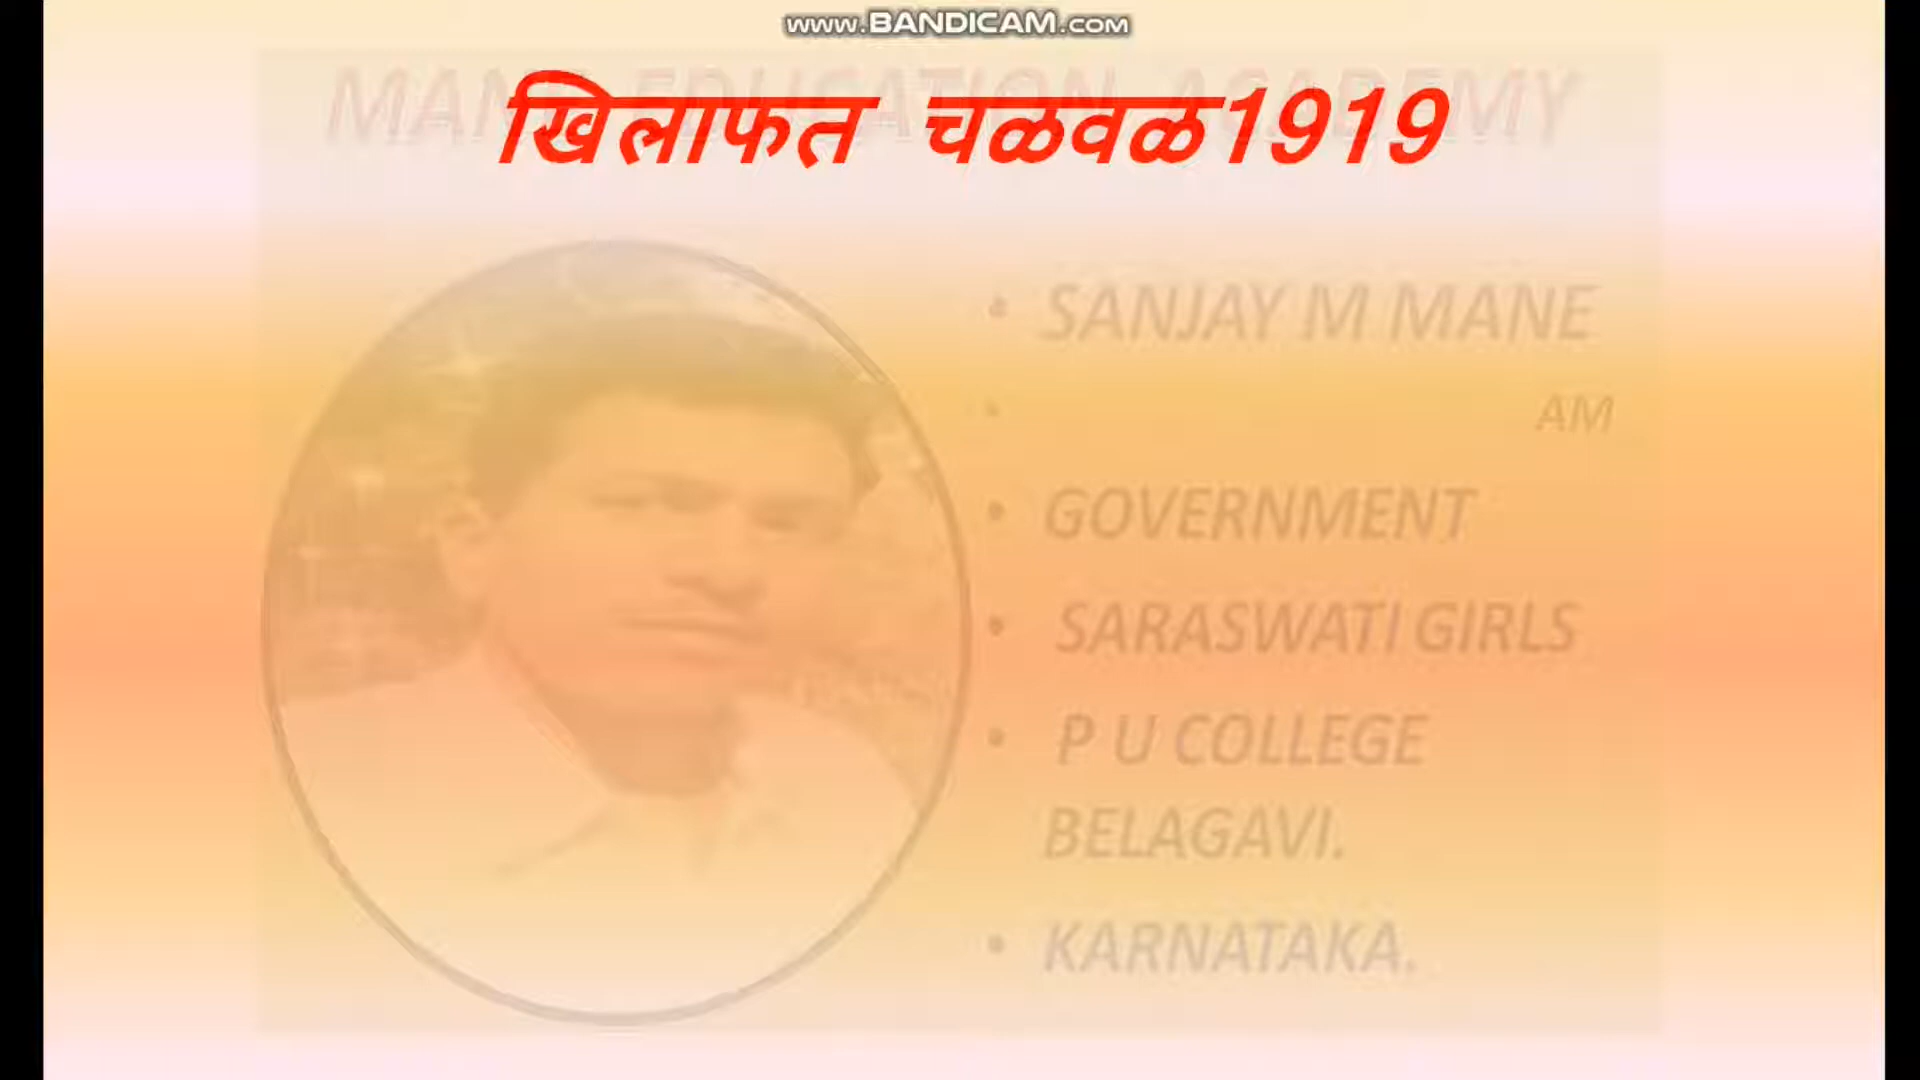 www.BANDICAM.com
खिलाफत चळवळ1919
MANE EDUCATION ACADEMY
• SANJAY M MANE
• AM
• GOVERNMENT
• SARASWATI GIRLS
• P U COLLEGE
BELAGAVI.
• KARNATAKA.